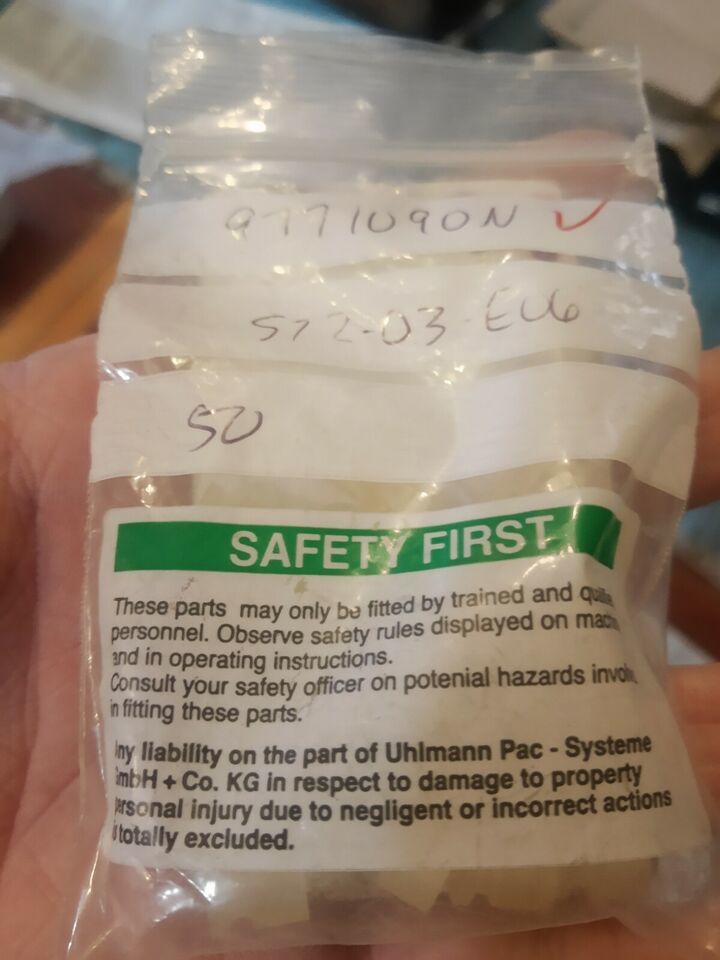 9771090N ✓
572-03-EU6
50
SAFETY FIRST
These parts may only be fitted by trained and
personnel. Observe safety rules displayed on
and in operating instructions.
Consult your safety officer on potenial hazards
in fitting these parts.
liability on the part of Uhlmann Pac - Systeme
GmbH + Co. KG in respect to damage to property
personal injury due to negligent or incorrect actions
totally excluded.